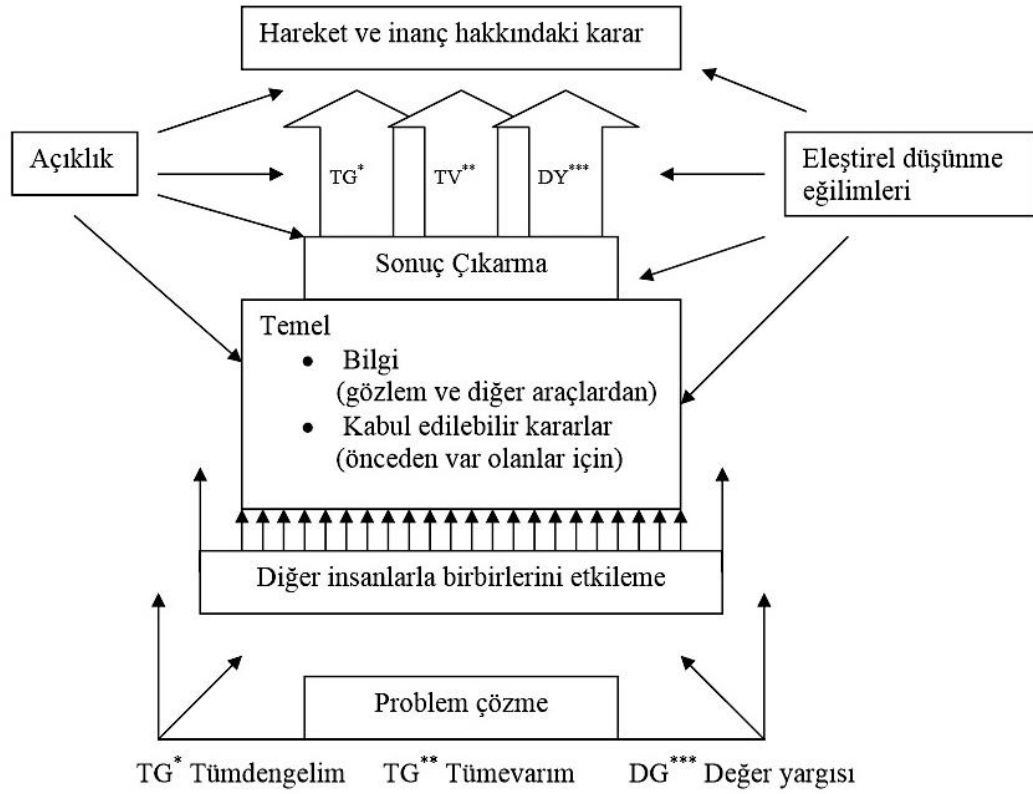 Hareket ve inanç hakkındaki karar
Açıklık
TG*
TV**
DY***
Eleştirel düşünme
eğilimleri
Sonuç Çıkarma
Temel
• Bilgi
(gözlem ve diğer araçlardan)
• Kabul edilebilir kararlar
(önceden var olanlar için)
Diğer insanlarla birbirlerini etkileme
Problem çözme
TG* Tümdengelim TG** Tümevarım DG*** Değer yargısı